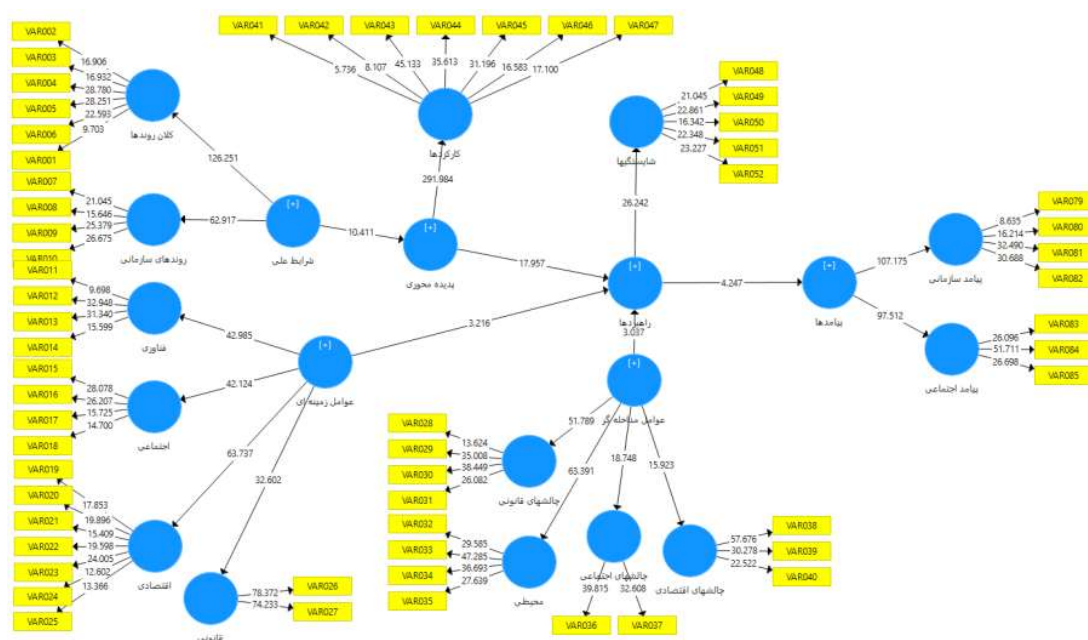 VAR041
VAR042
VAR043
VAR044
VAR045
VAR046
VAR047
5.736
8.107
45.133
35.613
31.196
16.583
17.100
کارکردها
VAR002
VAR003
VAR004
VAR005
VAR006
VAR001
16.906
16.932
28.780
28.251
22.593
9.703
کلان روندها
VAR007
VAR008
VAR009
VAR010
21.045
15.646
25.379
26.675
روندهای سازمانی
126.251
62.917
[+]
شرایط علی
10.411
291.984
[+]
پدیده محوری
17.957
VAR048
VAR049
VAR050
VAR051
VAR052
21.045
22.861
16.342
22.348
23.227
شایستگیها
26.242
[+]
راهبردها
4.247
[+]
پیامدها
107.175
97.512
VAR079
VAR080
VAR081
VAR082
8.635
16.214
32.490
30.688
پیامد سازمانی
VAR083
VAR084
VAR085
26.096
51.711
26.698
پیامد اجتماعی
VAR011
VAR012
VAR013
VAR014
9.698
32.948
31.340
15.599
فناوری
VAR015
VAR016
VAR017
VAR018
28.078
26.207
15.725
14.700
اجتماعی
42.985
42.124
63.737
32.602
[+]
عوامل زمینه ای
3.216
3.037
VAR019
VAR020
VAR021
VAR022
VAR023
VAR024
VAR025
17.853
19.896
15.409
19.598
24.005
12.602
13.366
اقتصادی
VAR026
VAR027
78.372
74.233
قانونی
[+]
عوامل مداخله گر
51.789
63.391
18.748
15.923
VAR028
VAR029
VAR030
VAR031
13.624
35.008
38.449
26.082
چالشهای قانونی
VAR032
VAR033
VAR034
VAR035
29.585
47.285
36.693
27.639
محیطی
چالشهای اجتماعی
39.815
32.608
VAR036
VAR037
VAR038
VAR039
VAR040
57.676
30.278
22.522
چالشهای اقتصادی